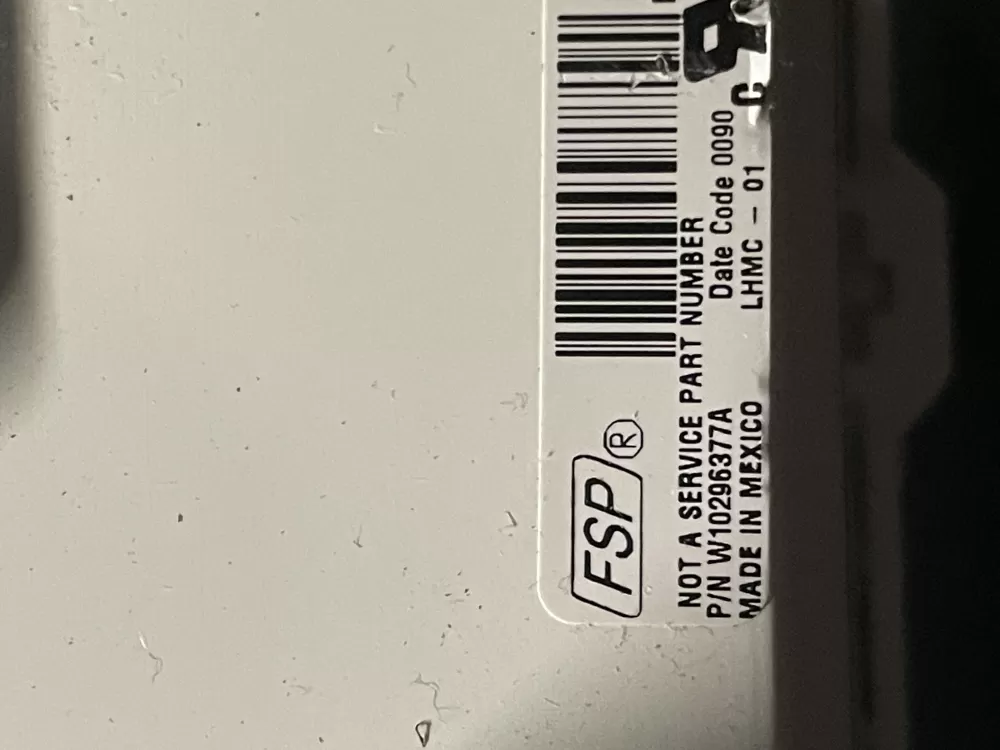 FSP®
NOT A SERVICE PART NUMBER
P/N W10296377A Date Code 0090
MADE IN MEXICO LHMC - 01